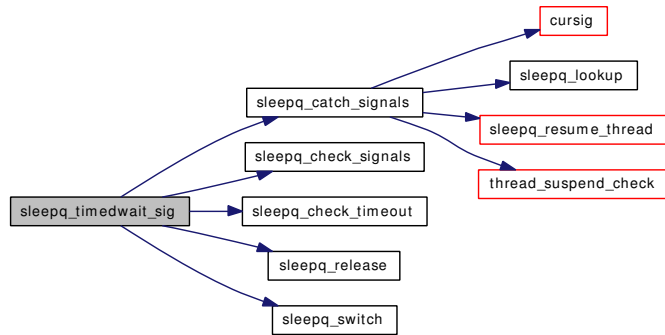 cursig
sleepq_lookup
sleepq_catch_signals
sleepq_resume_thread
sleepq_check_signals
thread_suspend_check
sleepq_timedwait_sig
sleepq_check_timeout
sleepq_release
sleepq_switch